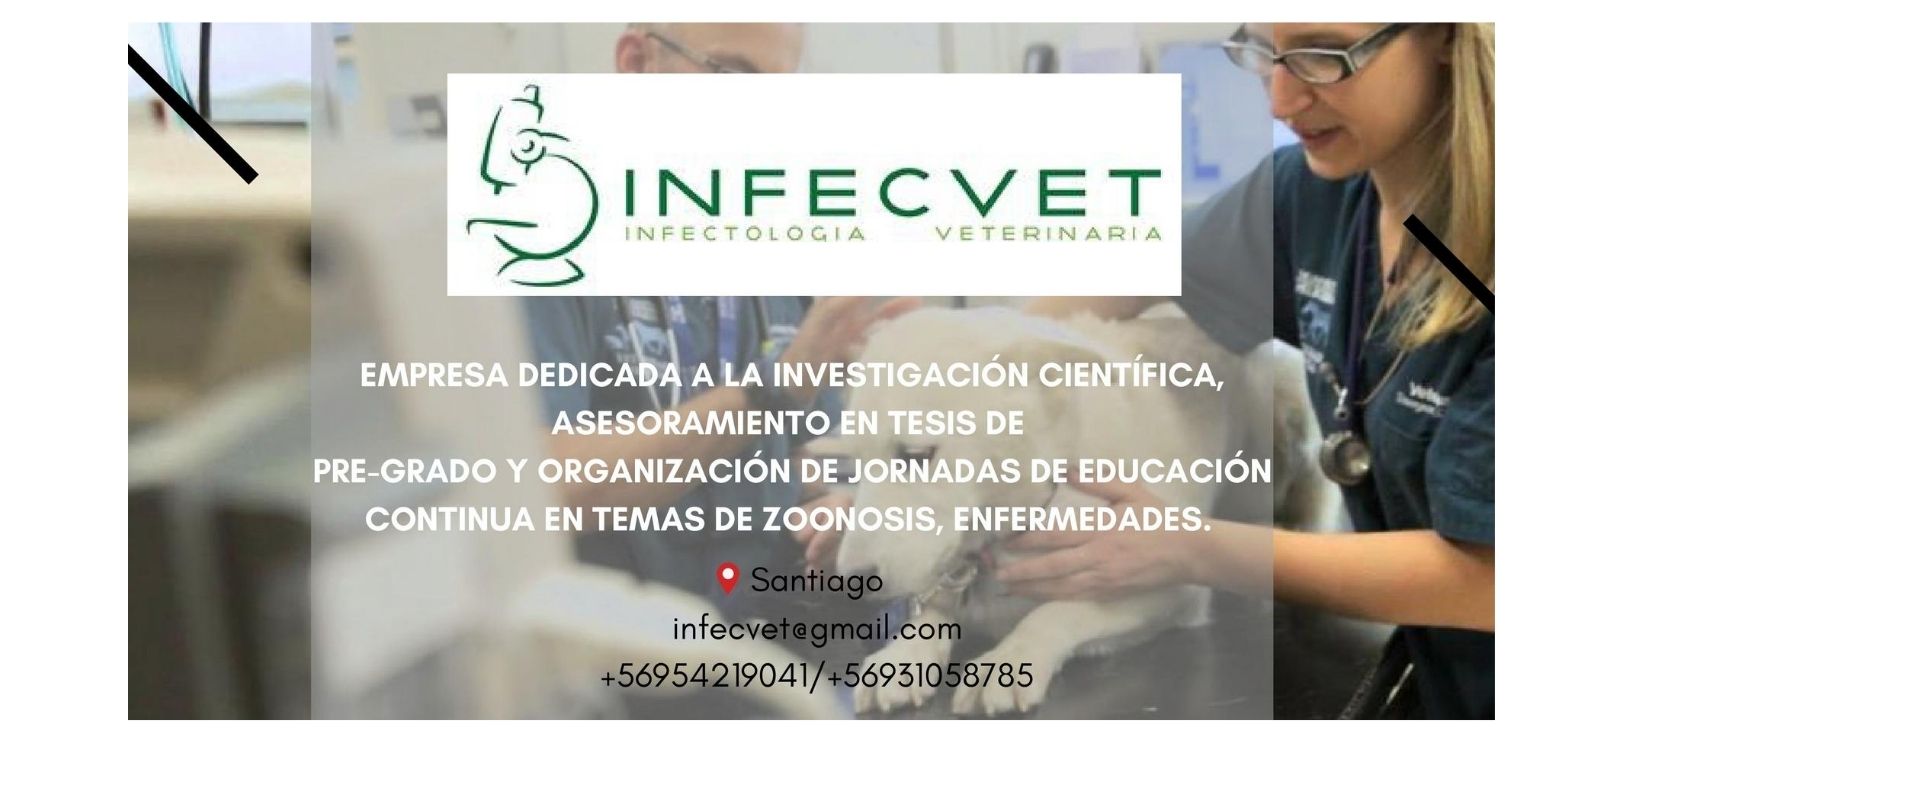 INFECVET
INFECTOLOGIA VETERINARIA
EMPRESA DEDICADA A LA INVESTIGACIÓN CIENTÍFICA,
ASESORAMIENTO EN TESIS DE
PRE-GRADO Y ORGANIZACIÓN DE JORNADAS DE EDUCACIÓN
CONTINUA EN TEMAS DE ZOONOSIS, ENFERMEDADES.
Santiago
infecvet@gmail.com
+56954219041/+56931058785